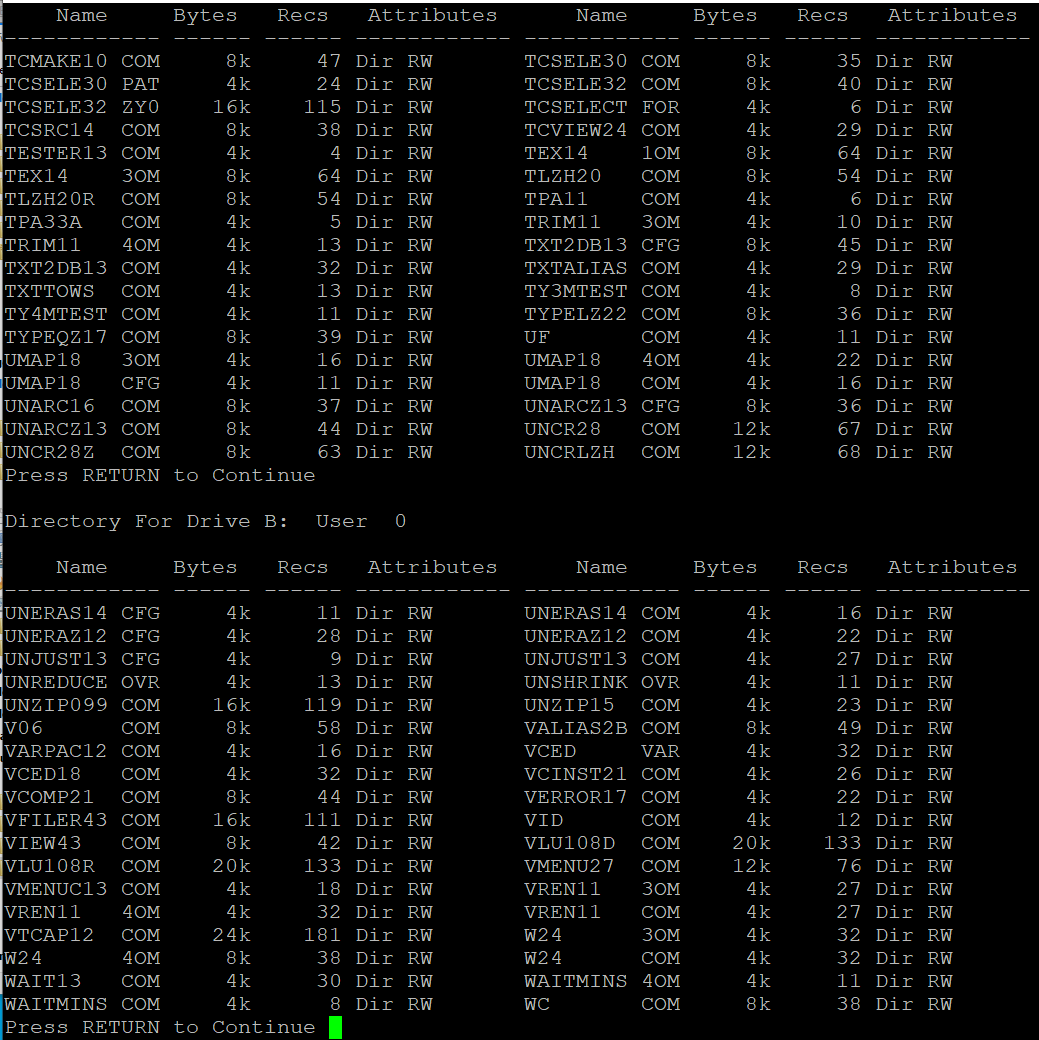 Name     Bytes   Recs   Attributes      Name     Bytes   Recs   Attributes
------------ ------ ------ ------------ ------------ ------ ------ ------------
TCMAKE10 COM     8k     47 Dir RW       TCSELE30 COM     8k     35 Dir RW
TCSELE30 PAT     4k     24 Dir RW       TCSELE32 COM     8k     40 Dir RW
TCSELE32 ZY0    16k    115 Dir RW       TCSELECT FOR     4k      6 Dir RW
TCSRC14  COM     8k     38 Dir RW       TCVIEW24 COM     4k     29 Dir RW
TESTER13 COM     4k      4 Dir RW       TEX14    1OM     8k     64 Dir RW
TEX14    3OM     8k     64 Dir RW       TLZH20   COM     8k     54 Dir RW
TLZH20R  COM     8k     54 Dir RW       TPA11    COM     4k      6 Dir RW
TPA33A   COM     4k      5 Dir RW       TRIM11   3OM     4k     10 Dir RW
TRIM11   4OM     4k     13 Dir RW       TXT2DB13 CFG     8k     45 Dir RW
TXT2DB13 COM     4k     32 Dir RW       TXTALIAS COM     4k     29 Dir RW
TXTTOWS  COM     4k     13 Dir RW       TY3MTEST COM     4k      8 Dir RW
TY4MTEST COM     4k     11 Dir RW       TYPELZ22 COM     8k     36 Dir RW
TYPEQZ17 COM     8k     39 Dir RW       UF       COM     4k     11 Dir RW
UMAP18   3OM     4k     16 Dir RW       UMAP18   4OM     4k     22 Dir RW
UMAP18   CFG     4k     11 Dir RW       UMAP18   COM     4k     16 Dir RW
UNARC16  COM     8k     37 Dir RW       UNARCZ13 CFG     8k     36 Dir RW
UNARCZ13 COM     8k     44 Dir RW       UNCR28   COM    12k     67 Dir RW
UNCR28Z  COM     8k     63 Dir RW       UNCRLZH  COM    12k     68 Dir RW
Press RETURN to Continue
Directory For Drive B:  User  0
    Name     Bytes   Recs   Attributes      Name     Bytes   Recs   Attributes
------------ ------ ------ ------------ ------------ ------ ------ ------------
UNERAS14 CFG     4k     11 Dir RW       UNERAS14 COM     4k     16 Dir RW
UNERAZ12 CFG     4k     28 Dir RW       UNERAZ12 COM     4k     22 Dir RW
UNJUST13 CFG     4k      9 Dir RW       UNJUST13 COM     4k     27 Dir RW
UNREDUCE OVR     4k     13 Dir RW       UNSHRINK OVR     4k     11 Dir RW
UNZIP099 COM    16k    119 Dir RW       UNZIP15  COM     4k     23 Dir RW
V06      COM     8k     58 Dir RW       VALIAS2B COM     8k     49 Dir RW
VARPAC12 COM     4k     16 Dir RW       VCED     VAR     4k     32 Dir RW
VCED18   COM     4k     32 Dir RW       VCINST21 COM     4k     26 Dir RW
VCOMP21  COM     8k     44 Dir RW       VERROR17 COM     4k     22 Dir RW
VFILER43 COM    16k    111 Dir RW       VID      COM     4k     12 Dir RW
VIEW43   COM     8k     42 Dir RW       VLU108D  COM    20k    133 Dir RW
VLU108R  COM    20k    133 Dir RW       VMENU27  COM    12k     76 Dir RW
VMENUC13 COM     4k     18 Dir RW       VREN11   3OM     4k     27 Dir RW
VREN11   4OM     4k     32 Dir RW       VREN11   COM     4k     27 Dir RW
VTCAP12  COM    24k    181 Dir RW       W24      3OM     4k     32 Dir RW
W24      4OM     8k     38 Dir RW       W24      COM     4k     32 Dir RW
WAIT13   COM     4k     30 Dir RW       WAITMINS 4OM     4k     11 Dir RW
WAITMINS COM     4k      8 Dir RW       WC       COM     8k     38 Dir RW
Press RETURN to Continue